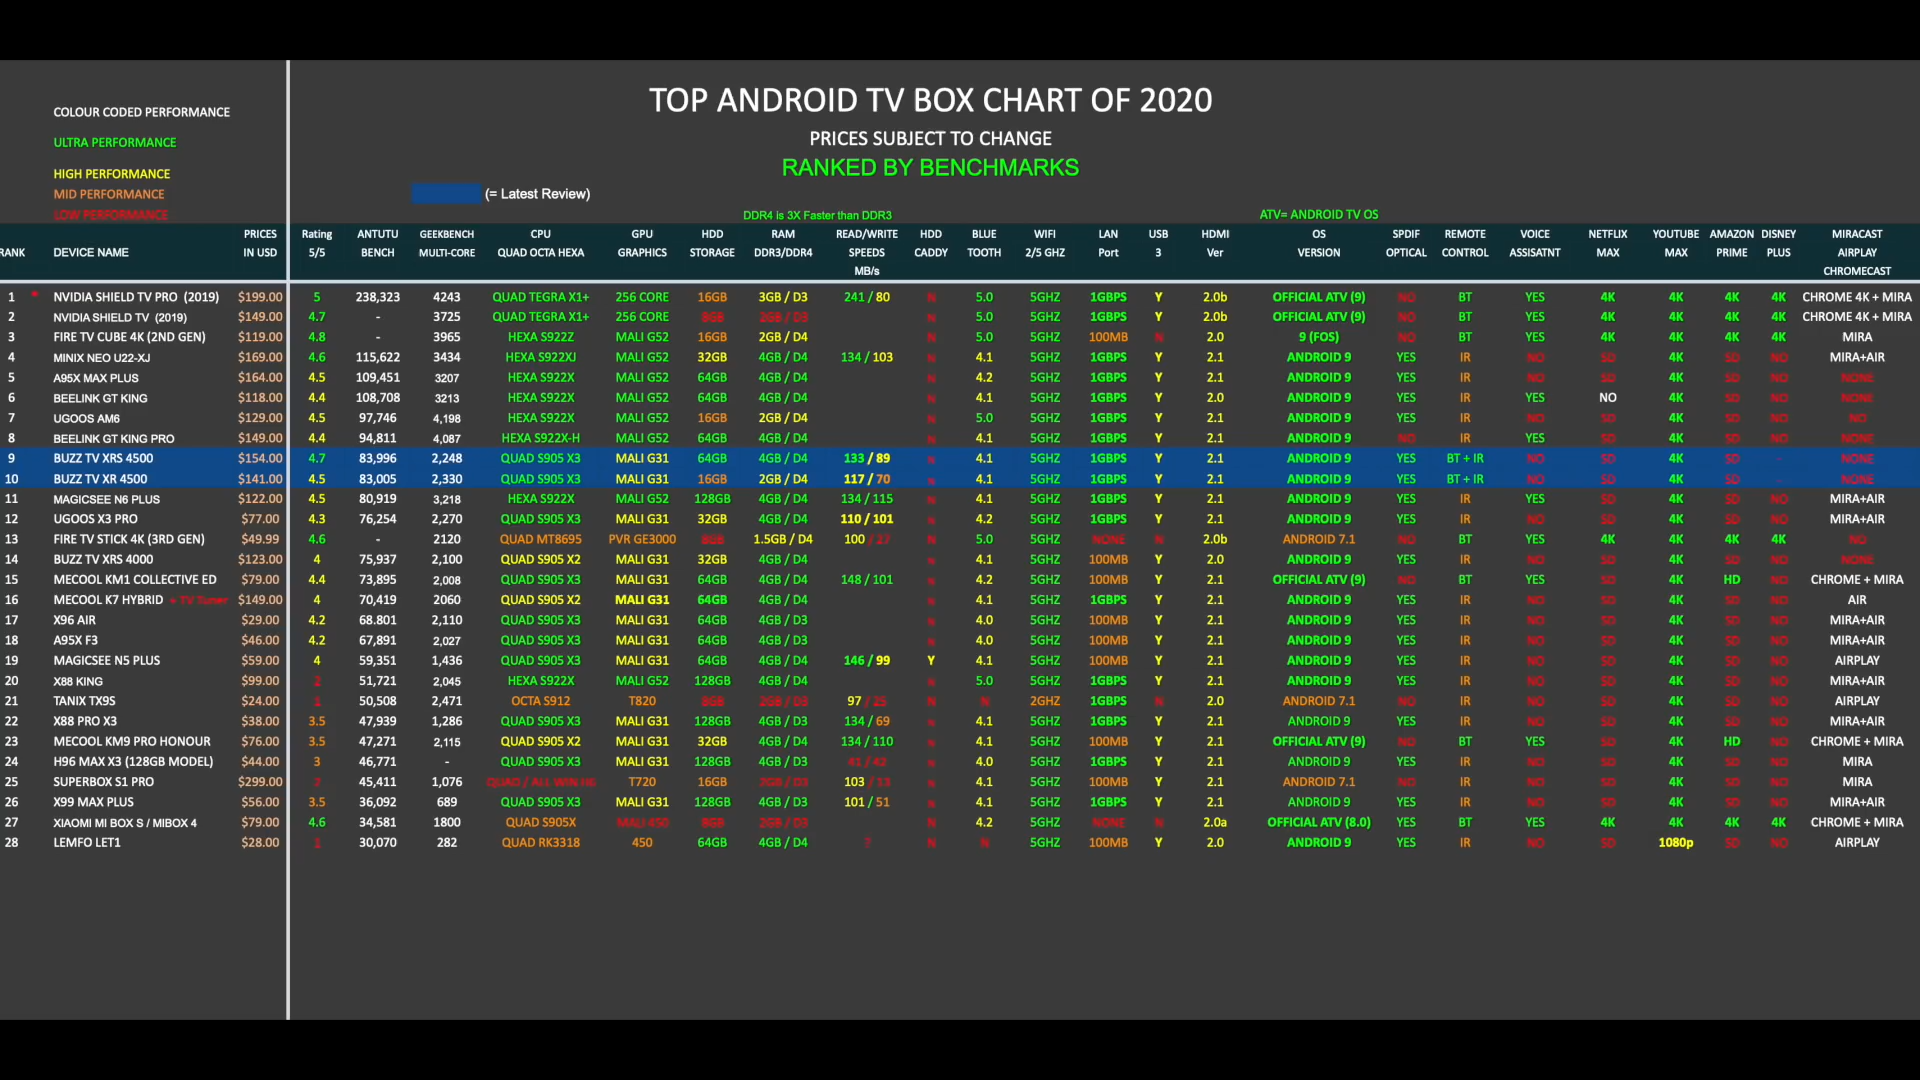 COLOUR CODED PERFORMANCE
ULTRA PERFORMANCE
HIGH PERFORMANCE
MID PERFORMANCE
LOW PERFORMANCE
TOP ANDROID TV BOX CHART OF 2020
PRICES SUBJECT TO CHANGE
RANKED BY BENCHMARKS
(= Latest Review)
DDR4 is 3X Faster than DDR3
ATV= ANDROID TV OS
RANK DEVICE NAME PRICES IN USD Rating 5/5 ANTUTU BENCH GEEKBENCH MULTI-CORE CPU QUAD OCTA HEXA GPU GRAPHICS HDD STORAGE RAM DDR3/DDR4 READ/WRITE SPEEDS MB/s HDD CADDY BLUE TOOTH WIFI 2/5 GHZ LAN Port USB 3 HDMI Ver OS VERSION SPDIF OPTICAL REMOTE CONTROL VOICE ASSISATNT NETFLIX MAX YOUTUBE MAX AMAZON PRIME DISNEY PLUS MIRACAST AIRPLAY CHROMECAST
1 * NVIDIA SHIELD TV PRO (2019) $199.00 5 238,323 4243 QUAD TEGRA X1+ 256 CORE 16GB 3GB / D3 241 / 80 N 5.0 5GHZ 1GBPS Y 2.0b OFFICIAL ATV (9) NO BT YES 4K 4K 4K 4K CHROME 4K + MIRA
2 NVIDIA SHIELD TV (2019) $149.00 4.7 - 3725 QUAD TEGRA X1+ 256 CORE 8GB 2GB / D3 N 5.0 5GHZ 1GBPS Y 2.0b OFFICIAL ATV (9) NO BT YES 4K 4K 4K 4K CHROME 4K + MIRA
3 FIRE TV CUBE 4K (2ND GEN) $119.00 4.8 - 3965 HEXA S922Z MALI G52 16GB 2GB / D4 N 5.0 5GHZ 100MB N 2.0 9 (FOS) NO BT YES 4K 4K 4K 4K MIRA
4 MINIX NEO U22-XJ $169.00 4.6 115,622 3434 HEXA S922XJ MALI G52 32GB 4GB / D4 134 / 103 N 4.1 5GHZ 1GBPS Y 2.1 ANDROID 9 YES IR NO SD 4K SD NO MIRA+AIR
5 A95X MAX PLUS $164.00 4.5 109,451 3207 HEXA S922X MALI G52 64GB 4GB / D4 N 4.2 5GHZ 1GBPS Y 2.1 ANDROID 9 YES IR NO SD 4K SD NO NONE
6 BEELINK GT KING $118.00 4.4 108,708 3213 HEXA S922X MALI G52 64GB 4GB / D4 N 4.1 5GHZ 1GBPS Y 2.0 ANDROID 9 YES IR YES NO 4K SD NO NONE
7 UGOOS AM6 $129.00 4.5 97,746 4,198 HEXA S922X MALI G52 16GB 2GB / D4 N 5.0 5GHZ 1GBPS Y 2.1 ANDROID 9 YES IR NO SD 4K SD NO NO
8 BEELINK GT KING PRO $149.00 4.4 94,811 4,087 HEXA S922X-H MALI G52 64GB 4GB / D4 N 4.1 5GHZ 1GBPS Y 2.1 ANDROID 9 NO IR YES SD 4K SD NO NONE
9 BUZZ TV XRS 4500 $154.00 4.7 83,996 2,248 QUAD S905 X3 MALI G31 64GB 4GB / D4 133 / 89 N 4.1 5GHZ 1GBPS Y 2.1 ANDROID 9 YES BT + IR NO SD 4K SD - NONE
10 BUZZ TV XR 4500 $141.00 4.5 83,005 2,330 QUAD S905 X3 MALI G31 16GB 2GB / D4 117 / 70 N 4.1 5GHZ 1GBPS Y 2.1 ANDROID 9 YES BT + IR NO SD 4K SD - NONE
11 MAGICSEE N6 PLUS $122.00 4.5 80,919 3,218 HEXA S922X MALI G52 128GB 4GB / D4 134 / 115 N 4.1 5GHZ 1GBPS Y 2.1 ANDROID 9 YES IR YES SD 4K SD NO MIRA+AIR
12 UGOOS X3 PRO $77.00 4.3 76,254 2,270 QUAD S905 X3 MALI G31 32GB 4GB / D4 110 / 101 N 4.2 5GHZ 1GBPS Y 2.1 ANDROID 9 YES IR NO SD 4K SD NO MIRA+AIR
13 FIRE TV STICK 4K (3RD GEN) $49.99 4.6 - 2120 QUAD MT8695 PVR GE3000 8GB 1.5GB / D4 100 / 27 N 5.0 5GHZ NONE N 2.0b ANDROID 7.1 NO BT YES 4K 4K 4K 4K NO
14 BUZZ TV XRS 4000 $123.00 4 75,937 2,100 QUAD S905 X2 MALI G31 32GB 4GB / D4 N 4.1 5GHZ 100MB Y 2.0 ANDROID 9 YES IR NO SD 4K SD NO NONE
15 MECOOL KM1 COLLECTIVE ED $79.00 4.4 73,895 2,008 QUAD S905 X3 MALI G31 64GB 4GB / D4 148 / 101 N 4.2 5GHZ 100MB Y 2.1 OFFICIAL ATV (9) NO BT YES SD 4K HD NO CHROME + MIRA
16 MECOOL K7 HYBRID + TV Tuner $149.00 4 70,419 2060 QUAD S905 X2 MALI G31 64GB 4GB / D4 N 4.1 5GHZ 1GBPS Y 2.1 ANDROID 9 YES IR NO SD 4K SD NO AIR
17 X96 AIR $29.00 4.2 68.801 2,110 QUAD S905 X3 MALI G31 64GB 4GB / D3 N 4.0 5GHZ 100MB Y 2.1 ANDROID 9 YES IR NO SD 4K SD NO MIRA+AIR
18 A95X F3 $46.00 4.2 67,891 2,027 QUAD S905 X3 MALI G31 64GB 4GB / D3 N 4.0 5GHZ 100MB Y 2.1 ANDROID 9 YES IR NO SD 4K SD NO MIRA+AIR
19 MAGICSEE N5 PLUS $59.00 4 59,351 1,436 QUAD S905 X3 MALI G31 64GB 4GB / D3 146 / 99 Y 4.1 5GHZ 100MB Y 2.1 ANDROID 9 YES IR NO SD 4K SD NO AIRPLAY
20 X88 KING $99.00 2 51,721 2,045 HEXA S922X MALI G52 128GB 4GB / D4 N 5.0 5GHZ 1GBPS Y 2.1 ANDROID 9 YES IR NO SD 4K SD NO MIRA+AIR
21 TANIX TX9S $24.00 1 50,508 2,471 OCTA S912 T820 8GB 2GB / D3 97 / 25 N N 2GHZ 1GBPS N 2.0 ANDROID 7.1 NO IR NO SD 4K SD NO AIRPLAY
22 X88 PRO X3 $38.00 3.5 47,939 1,286 QUAD S905 X3 MALI G31 128GB 4GB / D3 134 / 69 N 4.1 5GHZ 1GBPS Y 2.1 ANDROID 9 YES IR NO SD 4K SD NO MIRA+AIR
23 MECOOL KM9 PRO HONOUR $76.00 3.5 47,271 2,115 QUAD S905 X2 MALI G31 32GB 4GB / D4 134 / 110 N 4.1 5GHZ 100MB Y 2.1 OFFICIAL ATV (9) NO BT YES SD 4K HD NO CHROME + MIRA
24 H96 MAX X3 (128GB MODEL) $44.00 3 46,771 - QUAD S905 X3 MALI G31 128GB 4GB / D3 41 / 42 N 4.0 5GHZ 1GBPS Y 2.1 ANDROID 9 YES IR NO SD 4K SD NO MIRA
25 SUPERBOX S1 PRO $299.00 2 45,411 1,076 QUAD / ALL WIN H6 T720 16GB 2GB / D3 103 / 13 N 4.1 5GHZ 100MB Y 2.1 ANDROID 7.1 NO IR NO SD 4K SD NO MIRA
26 X99 MAX PLUS $56.00 3.5 36,092 689 QUAD S905 X3 MALI G31 128GB 4GB / D3 101 / 51 N 4.1 5GHZ 1GBPS Y 2.1 ANDROID 9 YES IR NO SD 4K SD NO MIRA+AIR
27 XIAOMI MI BOX S / MIBOX 4 $79.00 4.6 34,581 1800 QUAD S905X MALI 450 8GB 2GB / D3 N 4.2 5GHZ NONE N 2.0a OFFICIAL ATV (8.0) YES BT YES 4K 4K 4K 4K CHROME + MIRA
28 LEMFO LET1 $28.00 1 30,070 282 QUAD RK3318 450 64GB 4GB / D4 ? N N 5GHZ 100MB Y 2.0 ANDROID 9 YES IR NO SD 1080p SD NO AIRPLAY